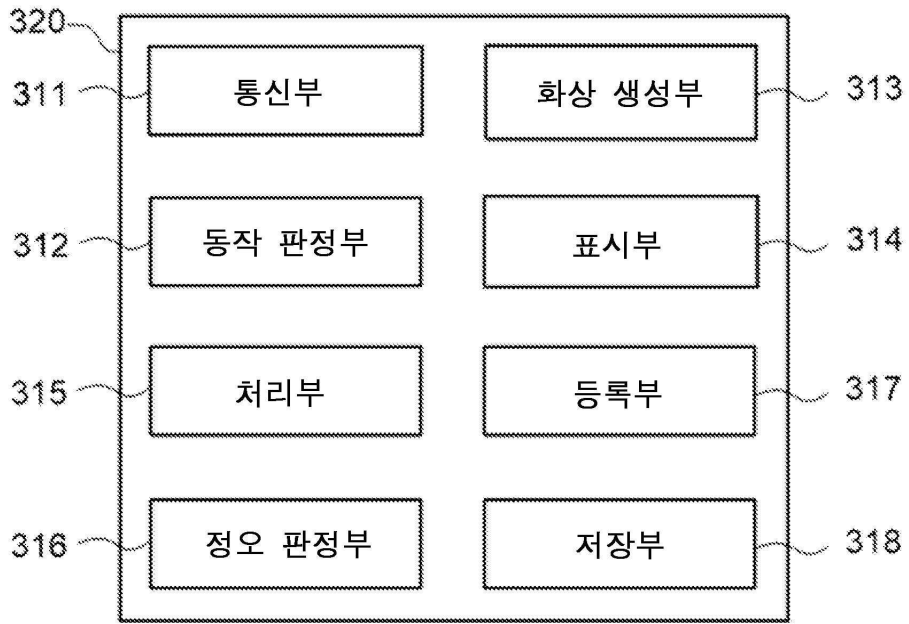 320
311 통신부 화상 생성부 313
312 동작 판정부 표시부 314
315 처리부 등록부 317
316 정오 판정부 저장부 318